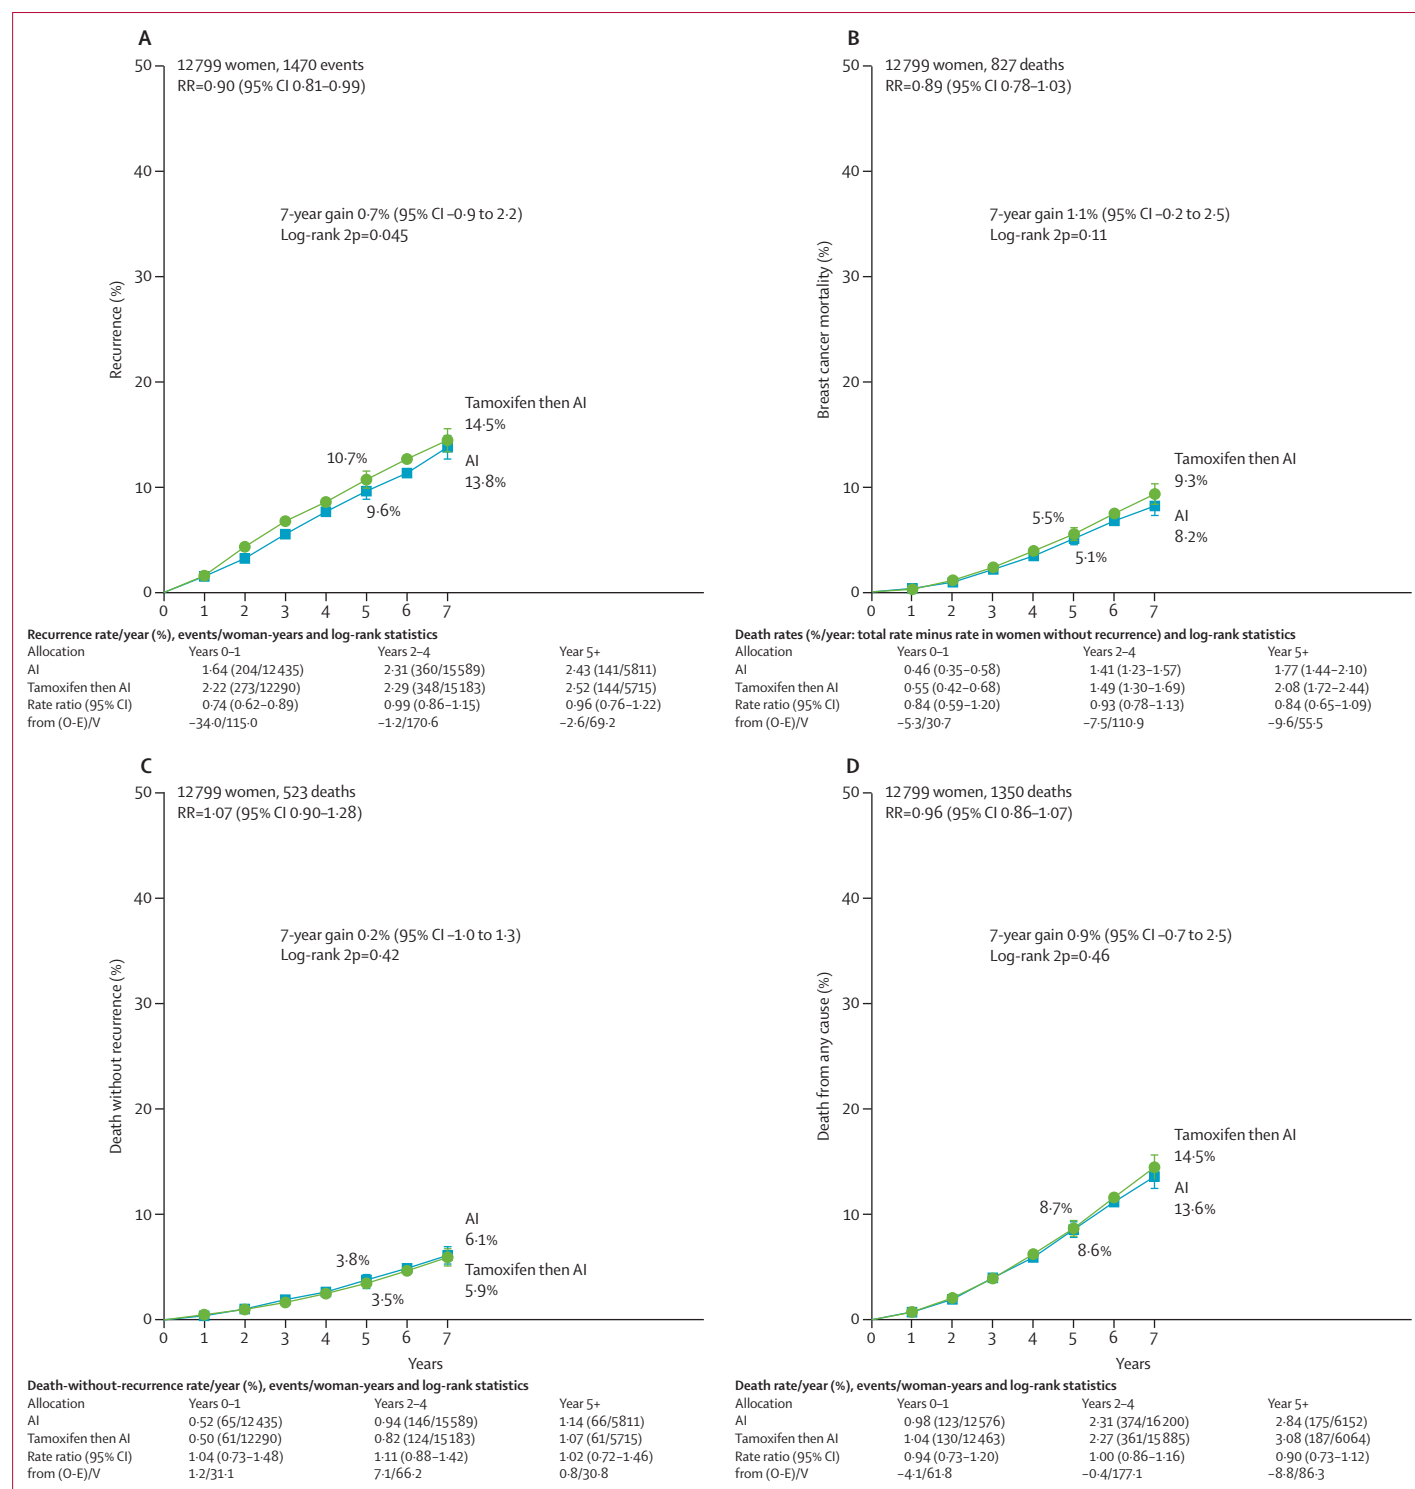 A
12 799 women, 1470 events
RR=0·90 (95% CI 0·81–0·99)
50
40
30
20
10
0
Recurrence (%)
7-year gain 0·7% (95% CI –0·9 to 2·2)
Log-rank 2p=0·045
Tamoxifen then AI
14·5%
AI
13·8%
10·7%
9·6%
0 1 2 3 4 5 6 7
Recurrence rate/year (%), events/woman-years and log-rank statistics
Allocation Years 0–1 Years 2–4 Year 5+
AI 1·64 (204/12 435) 2·31 (360/15 589) 2·43 (141/5811)
Tamoxifen then AI 2·22 (273/12 290) 2·29 (348/15 183) 2·52 (144/5715)
Rate ratio (95% CI) 0·74 (0·62–0·89) 0·99 (0·86–1·15) 0·96 (0·76–1·22)
from (O-E)/V –34·0/115·0 –1·2/170·6 –2·6/69·2
B
12 799 women, 827 deaths
RR=0·89 (95% CI 0·78–1·03)
50
40
30
20
10
0
Breast cancer mortality (%)
7-year gain 1·1% (95% CI –0·2 to 2·5)
Log-rank 2p=0·11
Tamoxifen then AI
9·3%
AI
8·2%
5·5%
5·1%
0 1 2 3 4 5 6 7
Death rates (%/year: total rate minus rate in women without recurrence) and log-rank statistics
Allocation Years 0–1 Years 2–4 Year 5+
AI 0·46 (0·35–0·58) 1·41 (1·23–1·57) 1·77 (1·44–2·10)
Tamoxifen then AI 0·55 (0·42–0·68) 1·49 (1·30–1·69) 2·08 (1·72–2·44)
Rate ratio (95% CI) 0·84 (0·59–1·20) 0·93 (0·78–1·13) 0·84 (0·65–1·09)
from (O-E)/V –5·3/30·7 –7·5/110·9 –9·6/55·5
C
12 799 women, 523 deaths
RR=1·07 (95% CI 0·90–1·28)
50
40
30
20
10
0
Death without recurrence (%)
7-year gain 0·2% (95% CI –1·0 to 1·3)
Log-rank 2p=0·42
AI
6·1%
Tamoxifen then AI
5·9%
3·8%
3·5%
0 1 2 3 4 5 6 7
Years
Death-without-recurrence rate/year (%), events/woman-years and log-rank statistics
Allocation Years 0–1 Years 2–4 Year 5+
AI 0·52 (65/12 435) 0·94 (146/15 589) 1·14 (66/5811)
Tamoxifen then AI 0·50 (61/12 290) 0·82 (124/15 183) 1·07 (61/5715)
Rate ratio (95% CI) 1·04 (0·73–1·48) 1·11 (0·88–1·42) 1·02 (0·72–1·46)
from (O-E)/V 1·2/31·1 7·1/66·2 0·8/30·8
D
12 799 women, 1350 deaths
RR=0·96 (95% CI 0·86–1·07)
50
40
30
20
10
0
Death from any cause (%)
7-year gain 0·9% (95% CI –0·7 to 2·5)
Log-rank 2p=0·46
Tamoxifen then AI
14·5%
AI
13·6%
8·7%
8·6%
0 1 2 3 4 5 6 7
Years
Death rate/year (%), events/woman-years and log-rank statistics
Allocation Years 0–1 Years 2–4 Year 5+
AI 0·98 (123/12 576) 2·31 (374/16 200) 2·84 (175/6152)
Tamoxifen then AI 1·04 (130/12 463) 2·27 (361/15 885) 3·08 (187/6064)
Rate ratio (95% CI) 0·94 (0·73–1·20) 1·00 (0·86–1·16) 0·90 (0·73–1·12)
from (O-E)/V –4·1/61·8 –0·4/177·1 –8·8/86·3